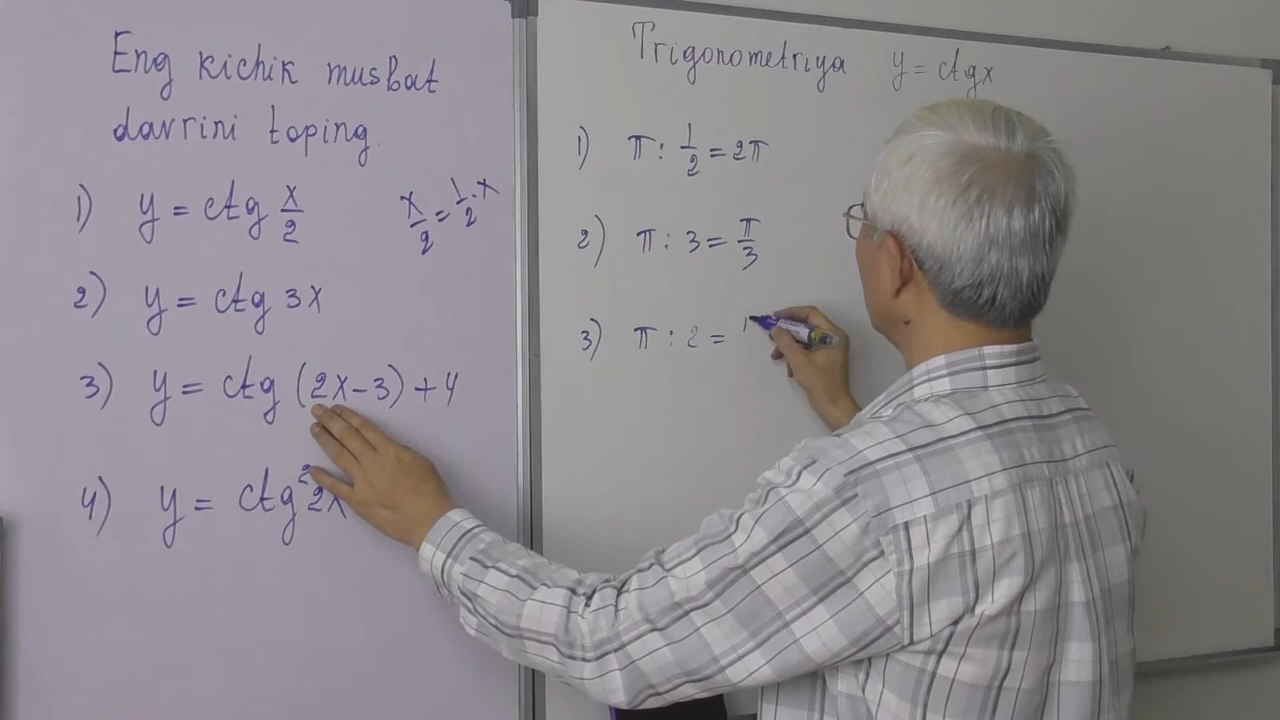 Eng kichik musbat
davrini toping.
1) y = ctg x/2 x/2 = 1/2 · x
2) y = ctg 3x
3) y = ctg (2x-3) + 4
4) y = ctg² 2x
Trigonometriya y = ctgx
1) π : 1/2 = 2π
2) π : 3 = π/3
3) π : 2 =